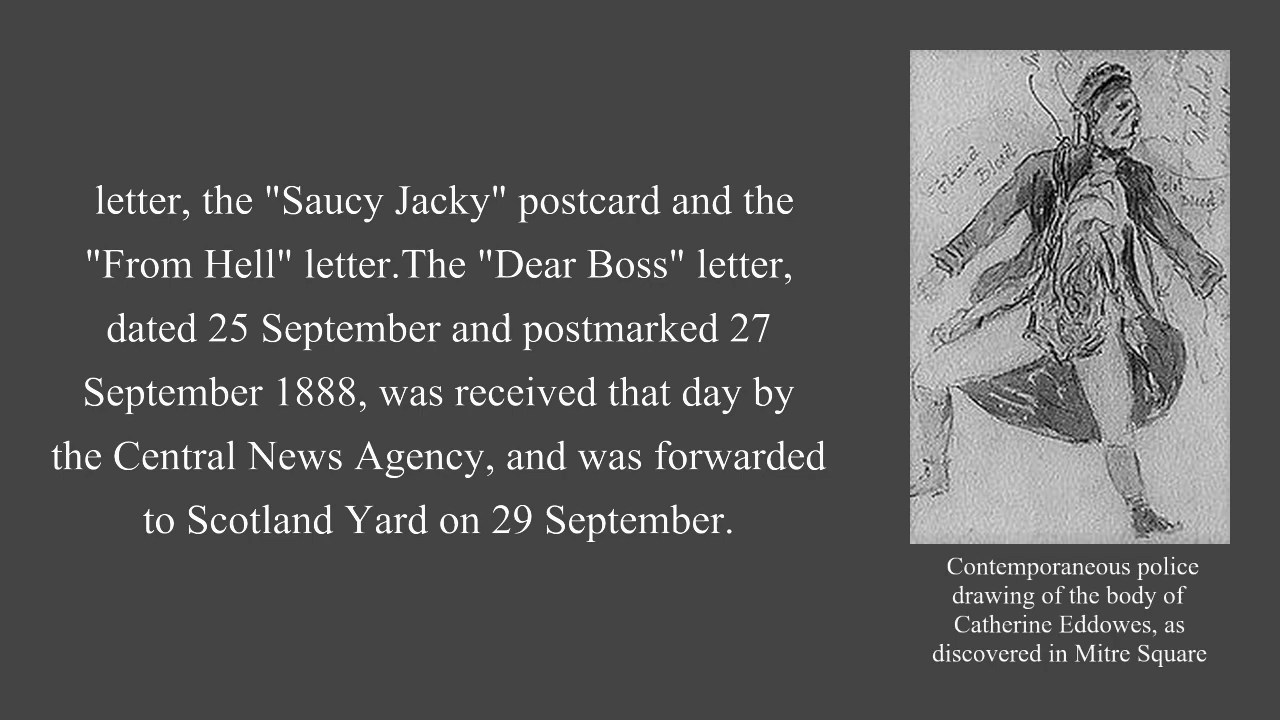 letter, the "Saucy Jacky" postcard and the
"From Hell" letter.The "Dear Boss" letter,
dated 25 September and postmarked 27
September 1888, was received that day by
the Central News Agency, and was forwarded
to Scotland Yard on 29 September.
Blood
Contemporaneous police
drawing of the body of
Catherine Eddowes, as
discovered in Mitre Square